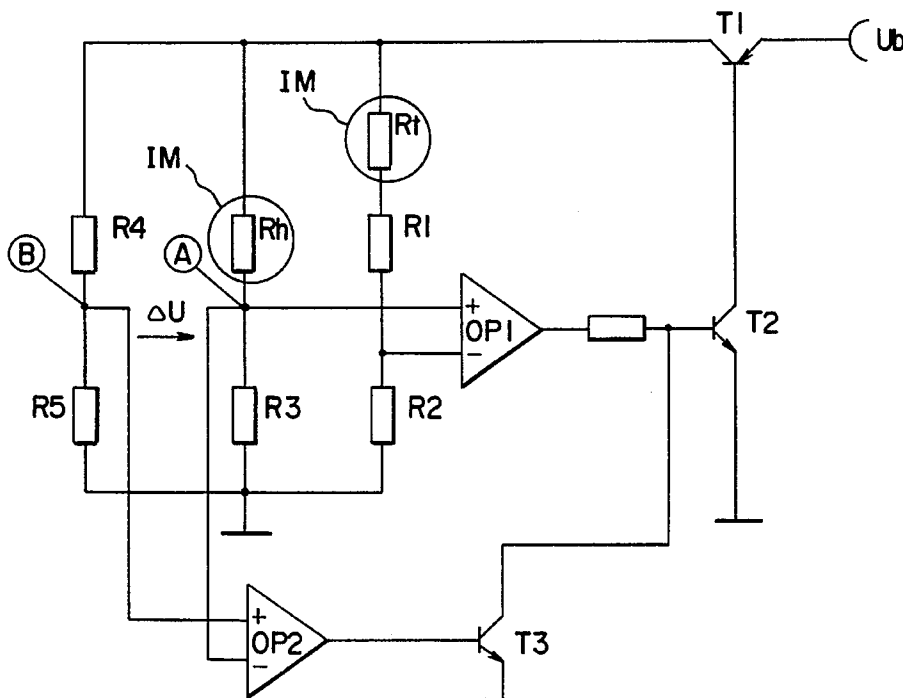 T1
Ub
IM
Rt
IM
R4
Rh
R1
B
A
ΔU
+
OP1
−
T2
R5
R3
R2
+
OP2
−
T3